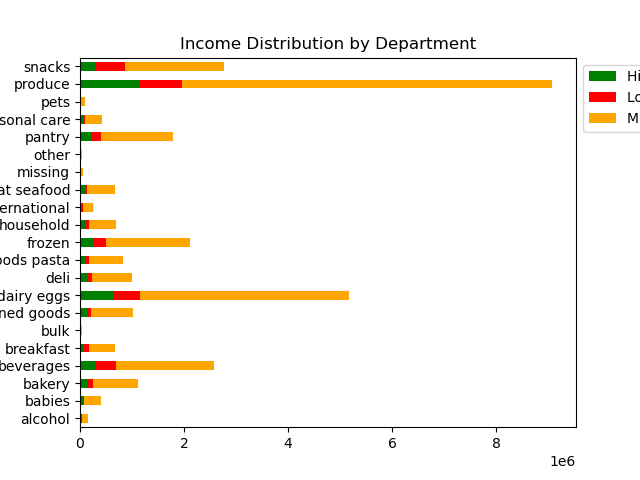 Income Distribution by Department
snacks
produce
pets
sonal care
pantry
other
missing
at seafood
ernational
household
frozen
oods pasta
deli
dairy eggs
ned goods
bulk
breakfast
beverages
bakery
babies
alcohol
0 2 4 6 8
1e6
Hi
Lo
M